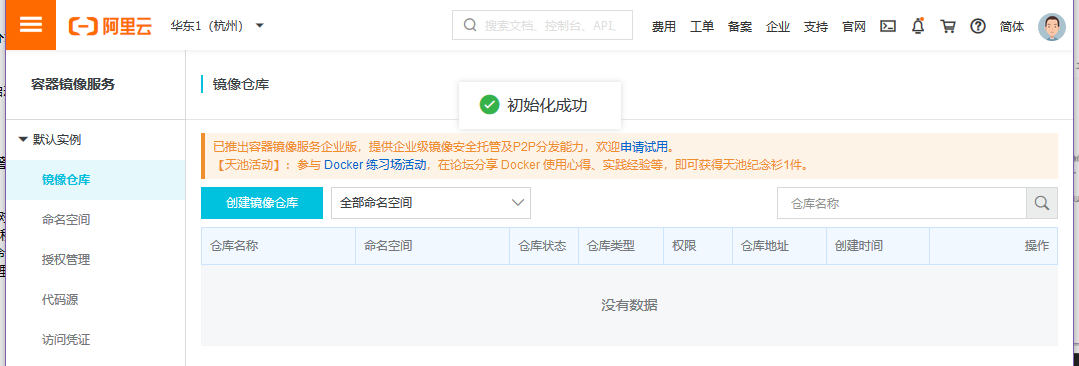 阿里云 华东1（杭州） 搜索文档、控制台、API、 费用 工单 备案 企业 支持 官网 简体
容器镜像服务
镜像仓库
初始化成功
默认实例
镜像仓库
命名空间
授权管理
代码源
访问凭证
已推出容器镜像服务企业版，提供企业级镜像安全托管及P2P分发能力，欢迎申请试用。
【天池活动】：参与 Docker 练习场活动，在论坛分享 Docker 使用心得、实践经验等，即可获得天池纪念衫1件。
创建镜像仓库 全部命名空间 仓库名称
仓库名称 命名空间 仓库状态 仓库类型 权限 仓库地址 创建时间 操作
没有数据